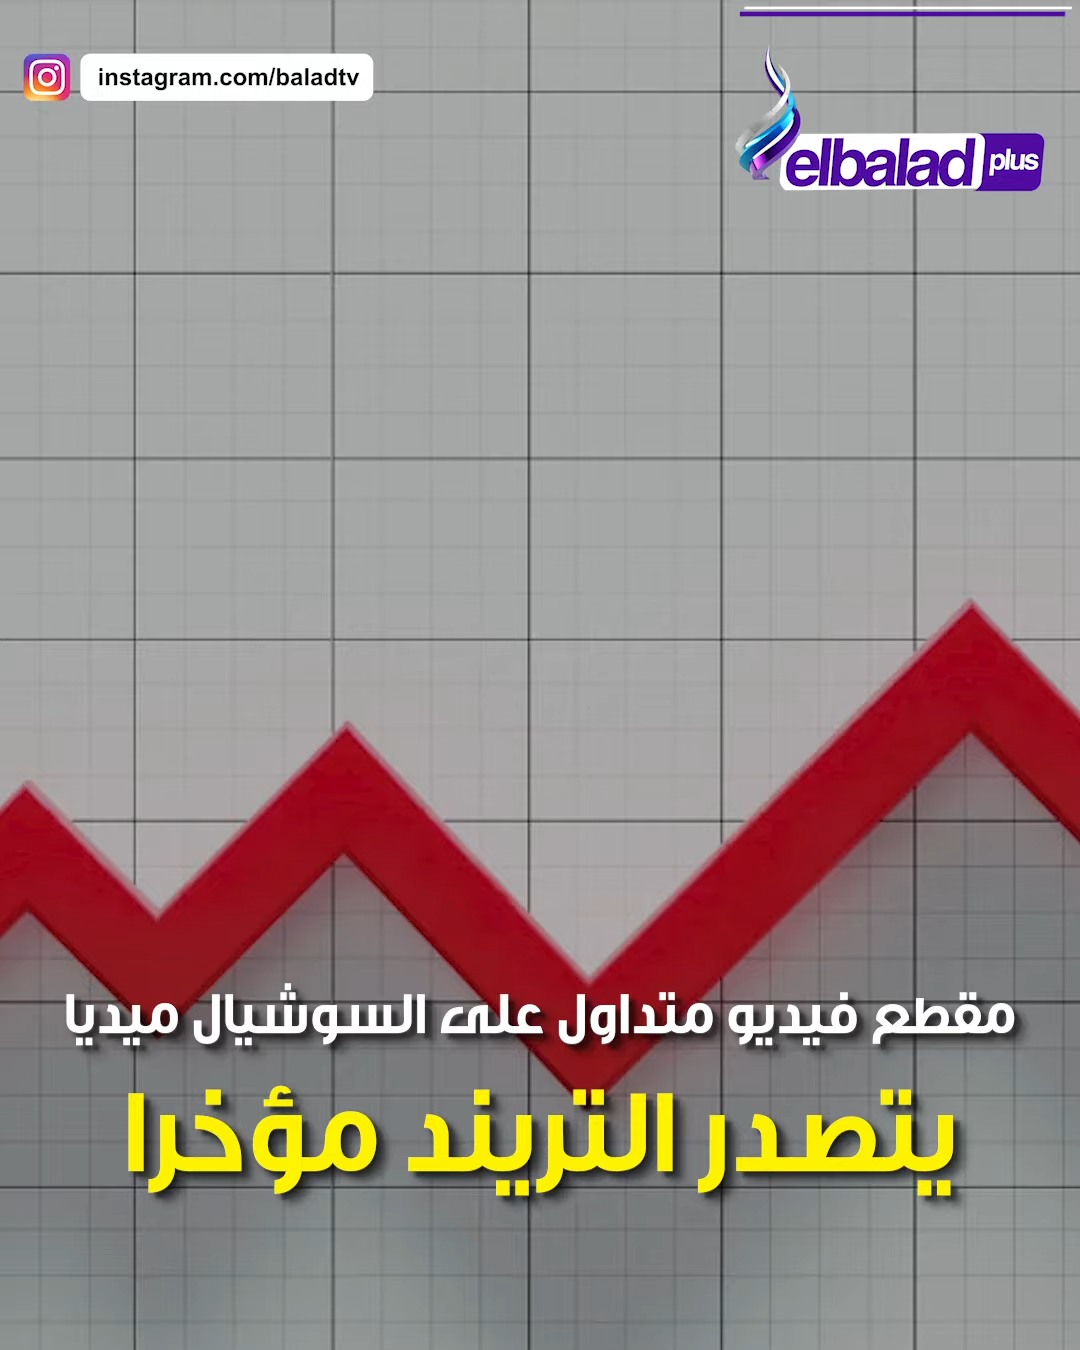 instagram.com/baladtv
elbalad plus
مقطع فيديو متداول على السوشيال ميديا
يتصدر التريند مؤخرا